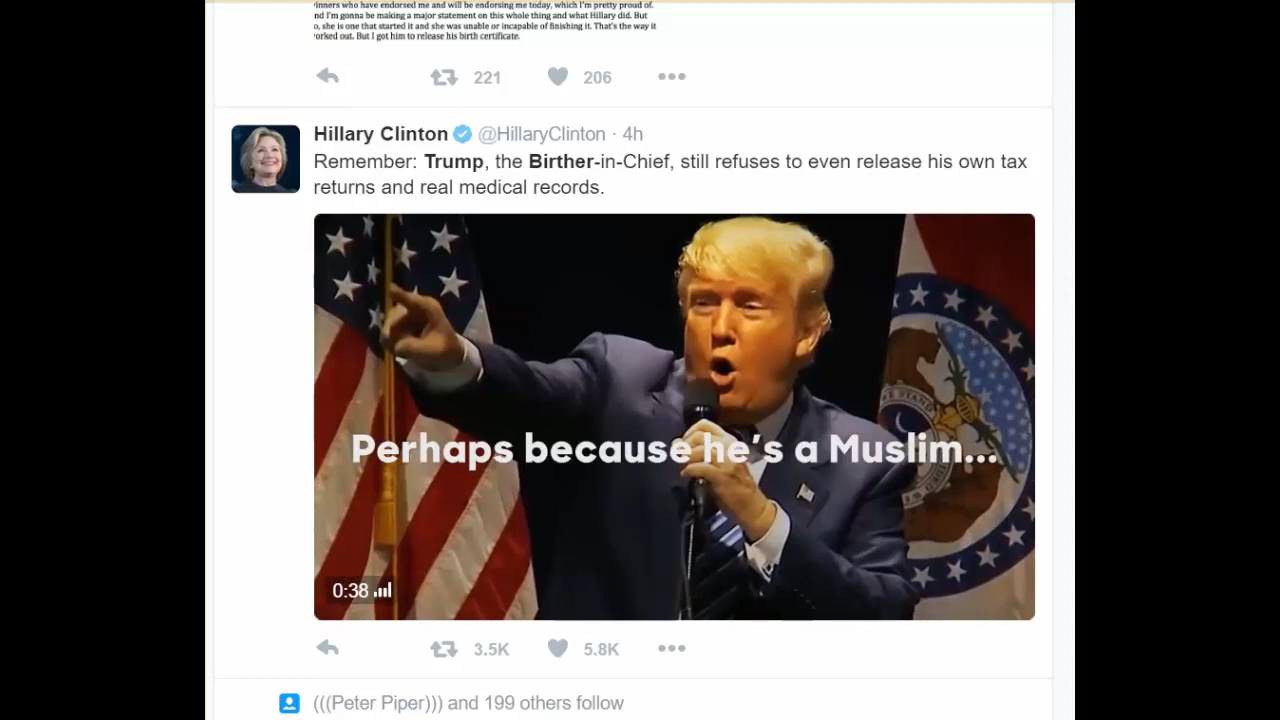 inners who have endorsed me and will be endorsing me today, which I'm pretty proud of.
nd I'm gonna be making a major statement on this whole thing and what Hillary did. But
o, she is one that started it and she was unable or incapable of finishing it. That's the way it
orked out. But I got him to release his birth certificate.
221 206
Hillary Clinton @HillaryClinton · 4h
Remember: Trump, the Birther-in-Chief, still refuses to even release his own tax
returns and real medical records.
WE STAND
Perhaps because he's a Muslim...
0:38
3.5K 5.8K
(((Peter Piper))) and 199 others follow